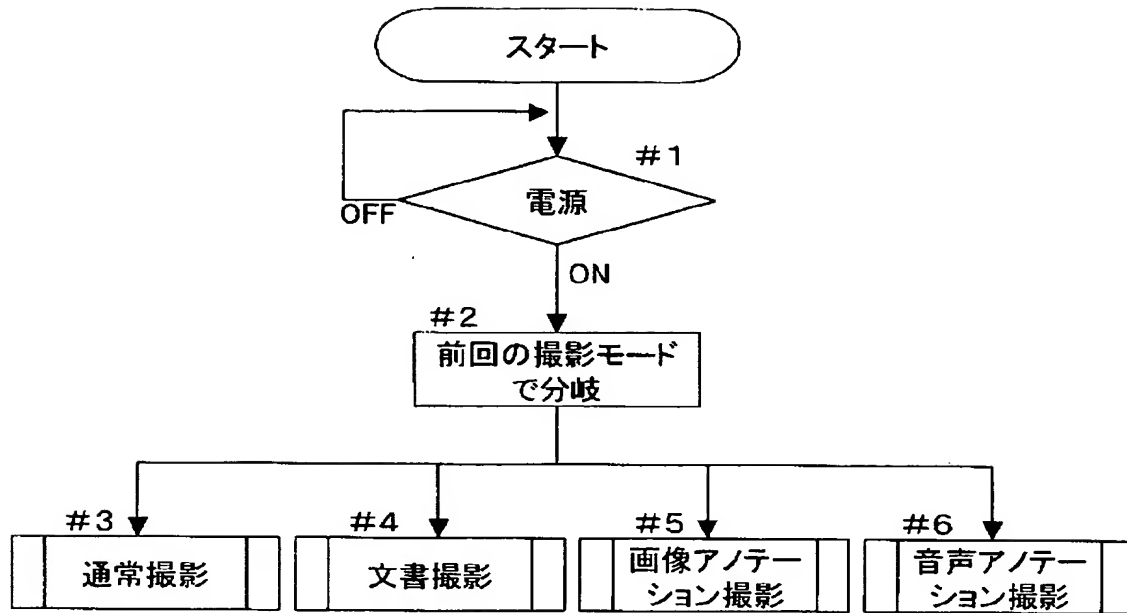 スタート
#1
電源
OFF
ON
#2
前回の撮影モード
で分岐
#3
通常撮影
#4
文書撮影
#5
画像アノテー
ション撮影
#6
音声アノテー
ション撮影